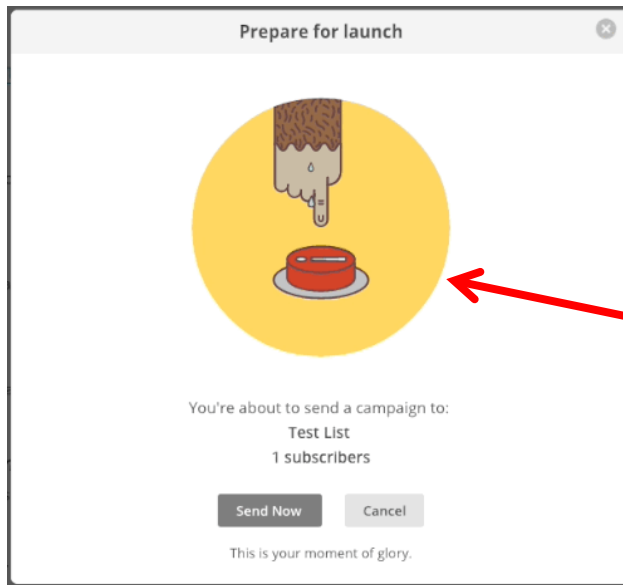 Prepare for launch
You're about to send a campaign to:
Test List
1 subscribers
Send Now
Cancel
This is your moment of glory.